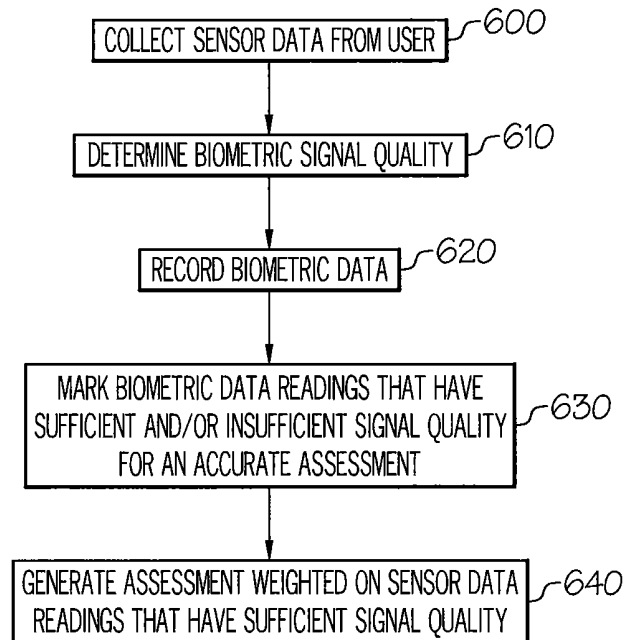 COLLECT SENSOR DATA FROM USER
600
DETERMINE BIOMETRIC SIGNAL QUALITY
610
RECORD BIOMETRIC DATA
620
MARK BIOMETRIC DATA READINGS THAT HAVE
SUFFICIENT AND/OR INSUFFICIENT SIGNAL QUALITY
FOR AN ACCURATE ASSESSMENT
630
GENERATE ASSESSMENT WEIGHTED ON SENSOR DATA
READINGS THAT HAVE SUFFICIENT SIGNAL QUALITY
640